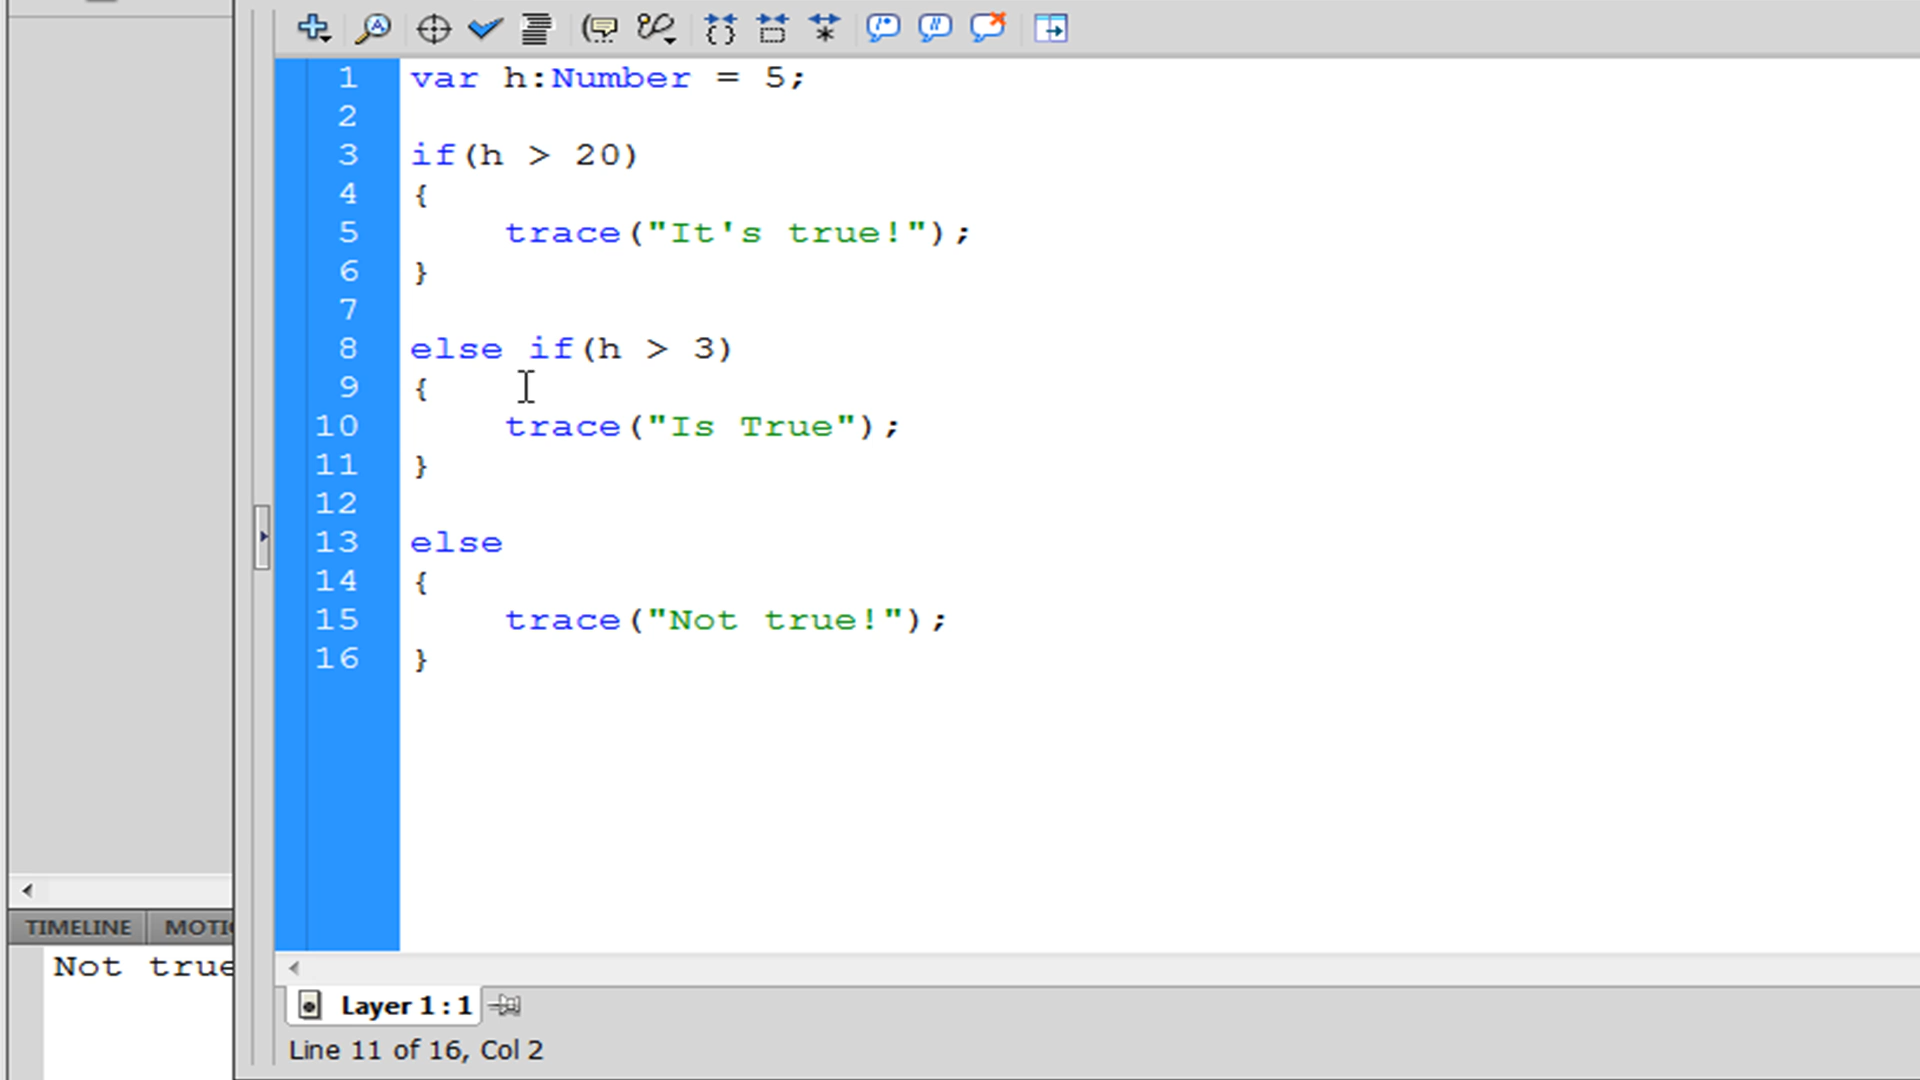 1 var h:Number = 5;
2
3 if(h > 20)
4 {
5 trace("It's true!");
6 }
7
8 else if(h > 3)
9 {
10 trace("Is True");
11 }
12
13 else
14 {
15 trace("Not true!");
16 }
TIMELINE
Not true
Layer 1 : 1
Line 11 of 16, Col 2